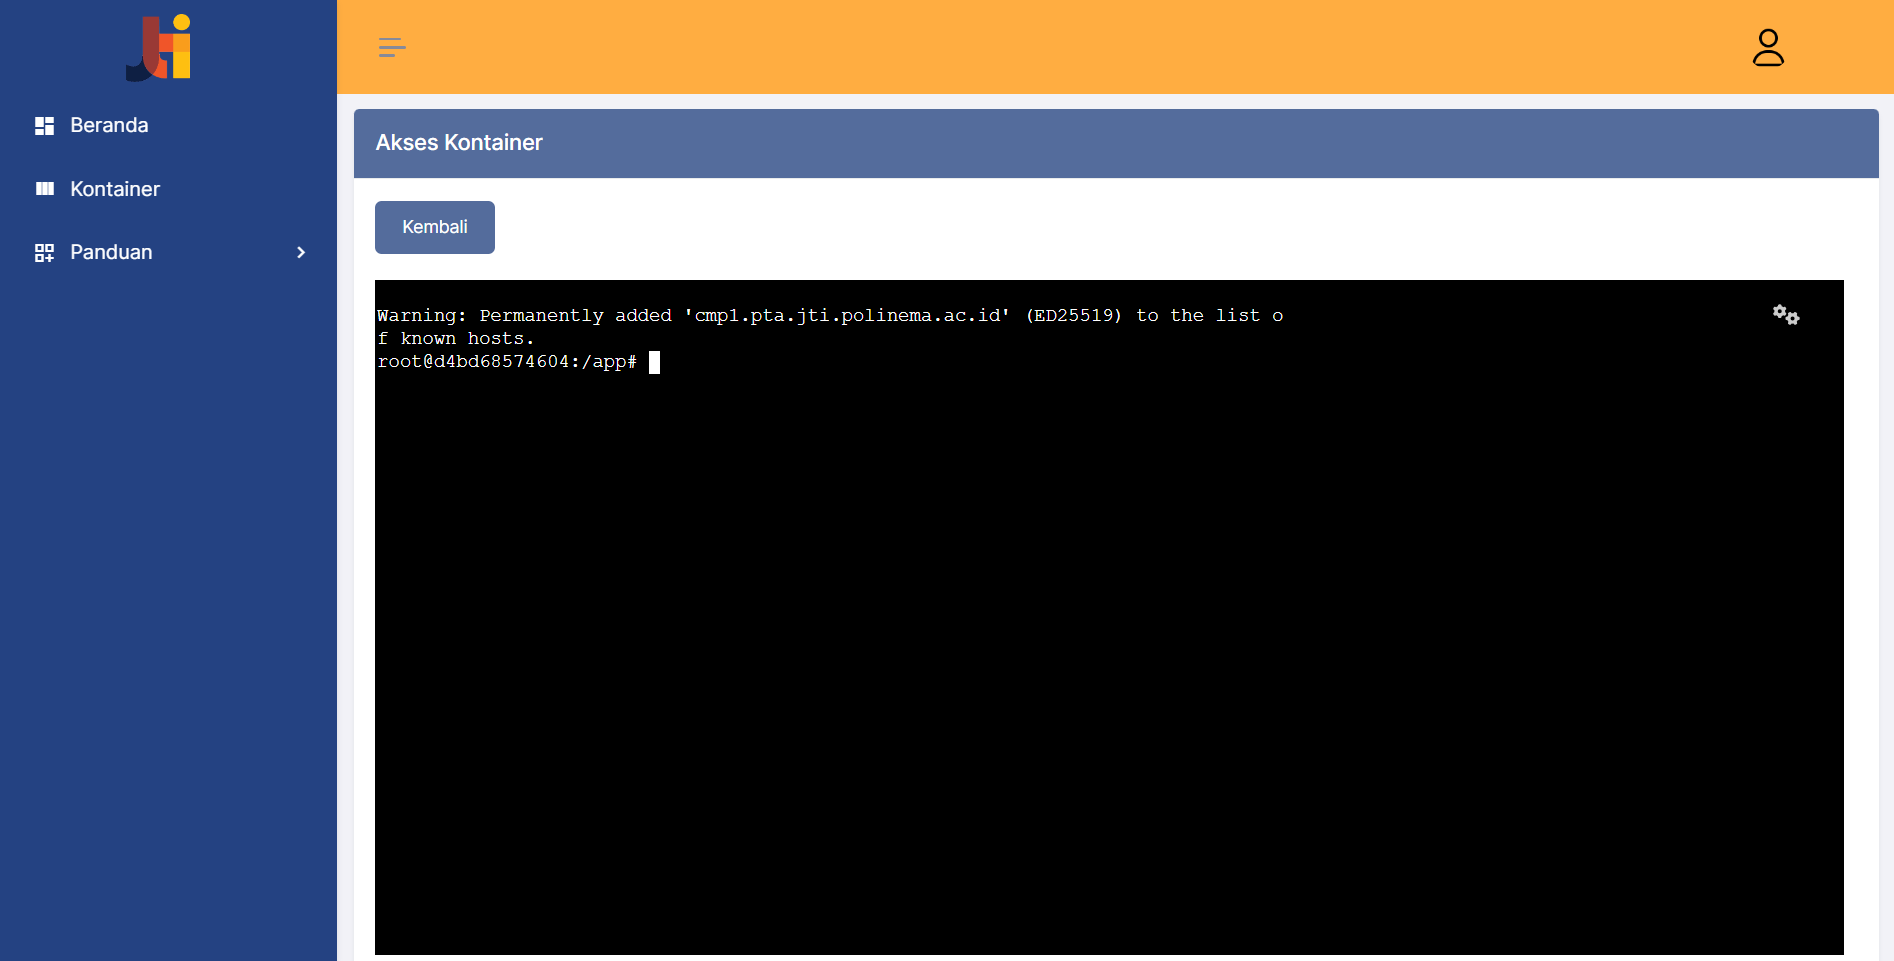 jti
Beranda
Kontainer
Panduan
Akses Kontainer
Kembali
Warning: Permanently added 'cmp1.pta.jti.polinema.ac.id' (ED25519) to the list o
f known hosts.
root@d4bd68574604:/app#